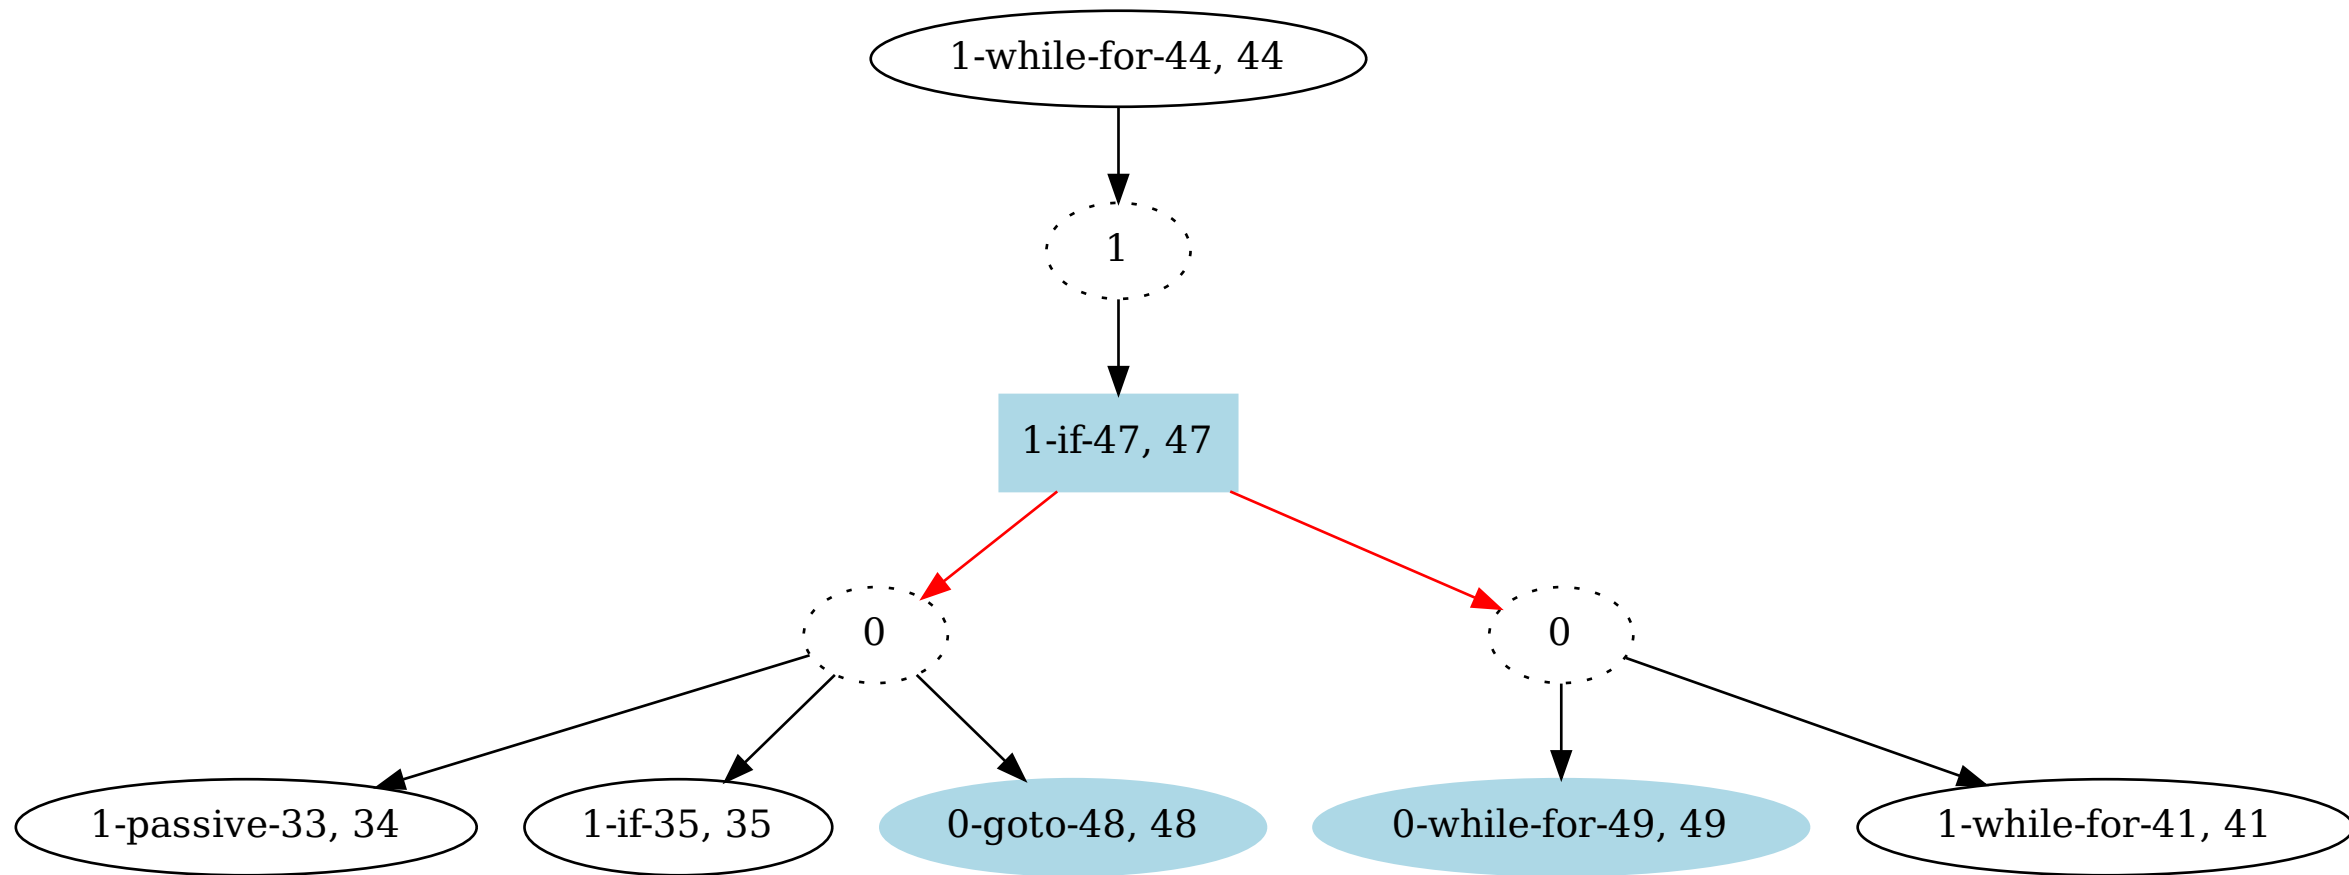 1-while-for-44, 44
1
1-if-47, 47
0
0
1-passive-33, 34
1-if-35, 35
0-goto-48, 48
0-while-for-49, 49
1-while-for-41, 41